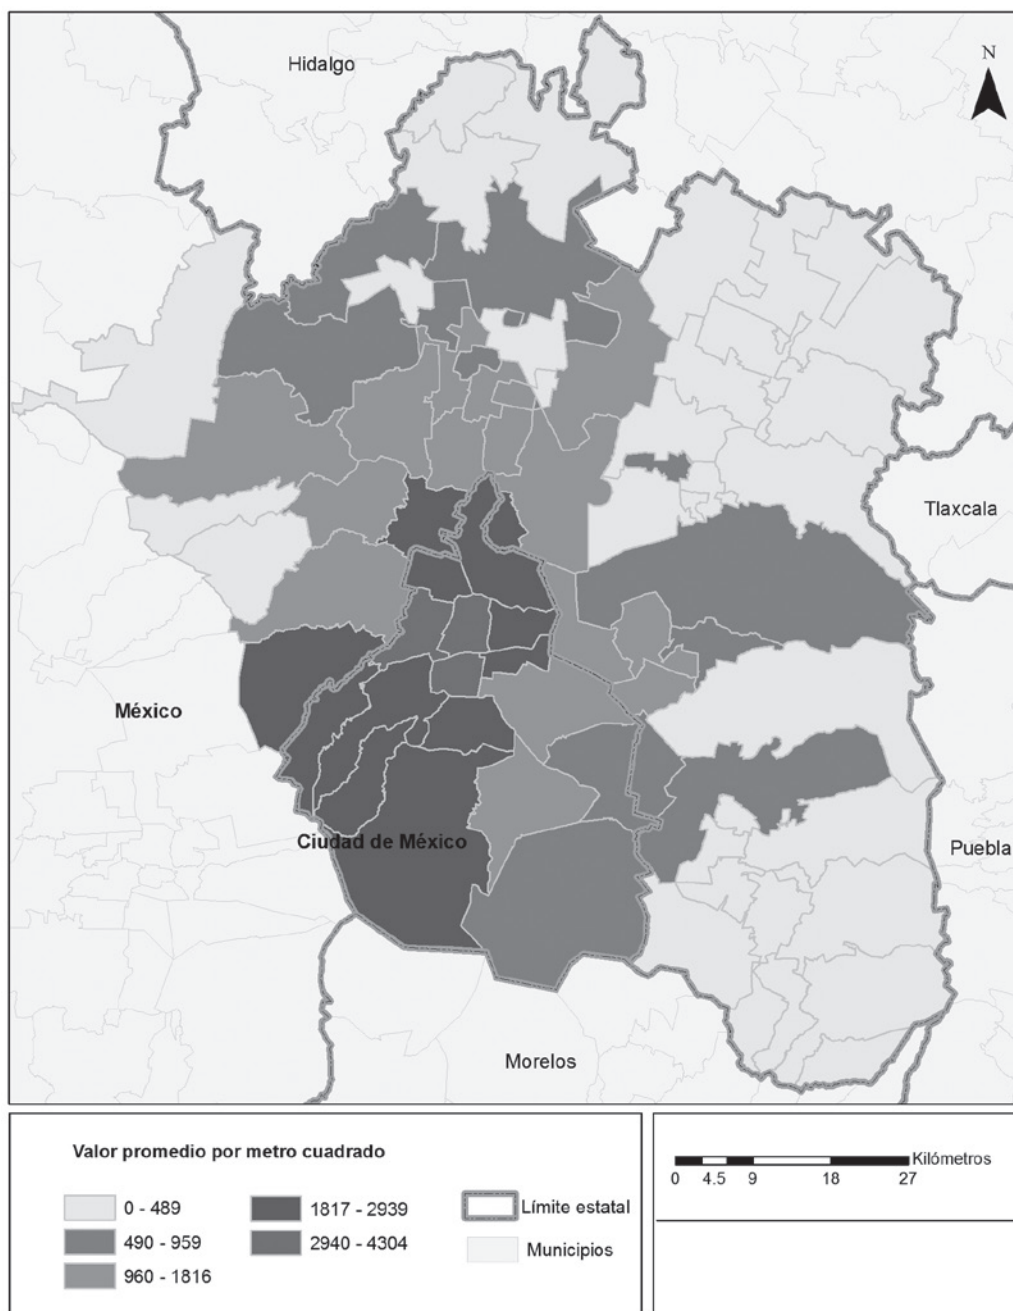 Hidalgo
N
Tlaxcala
México
Ciudad de México
Puebla
Morelos
Valor promedio por metro cuadrado
0 - 489
490 - 959
960 - 1816
1817 - 2939
2940 - 4304
Límite estatal
Municipios
Kilómetros
0 4.5 9 18 27